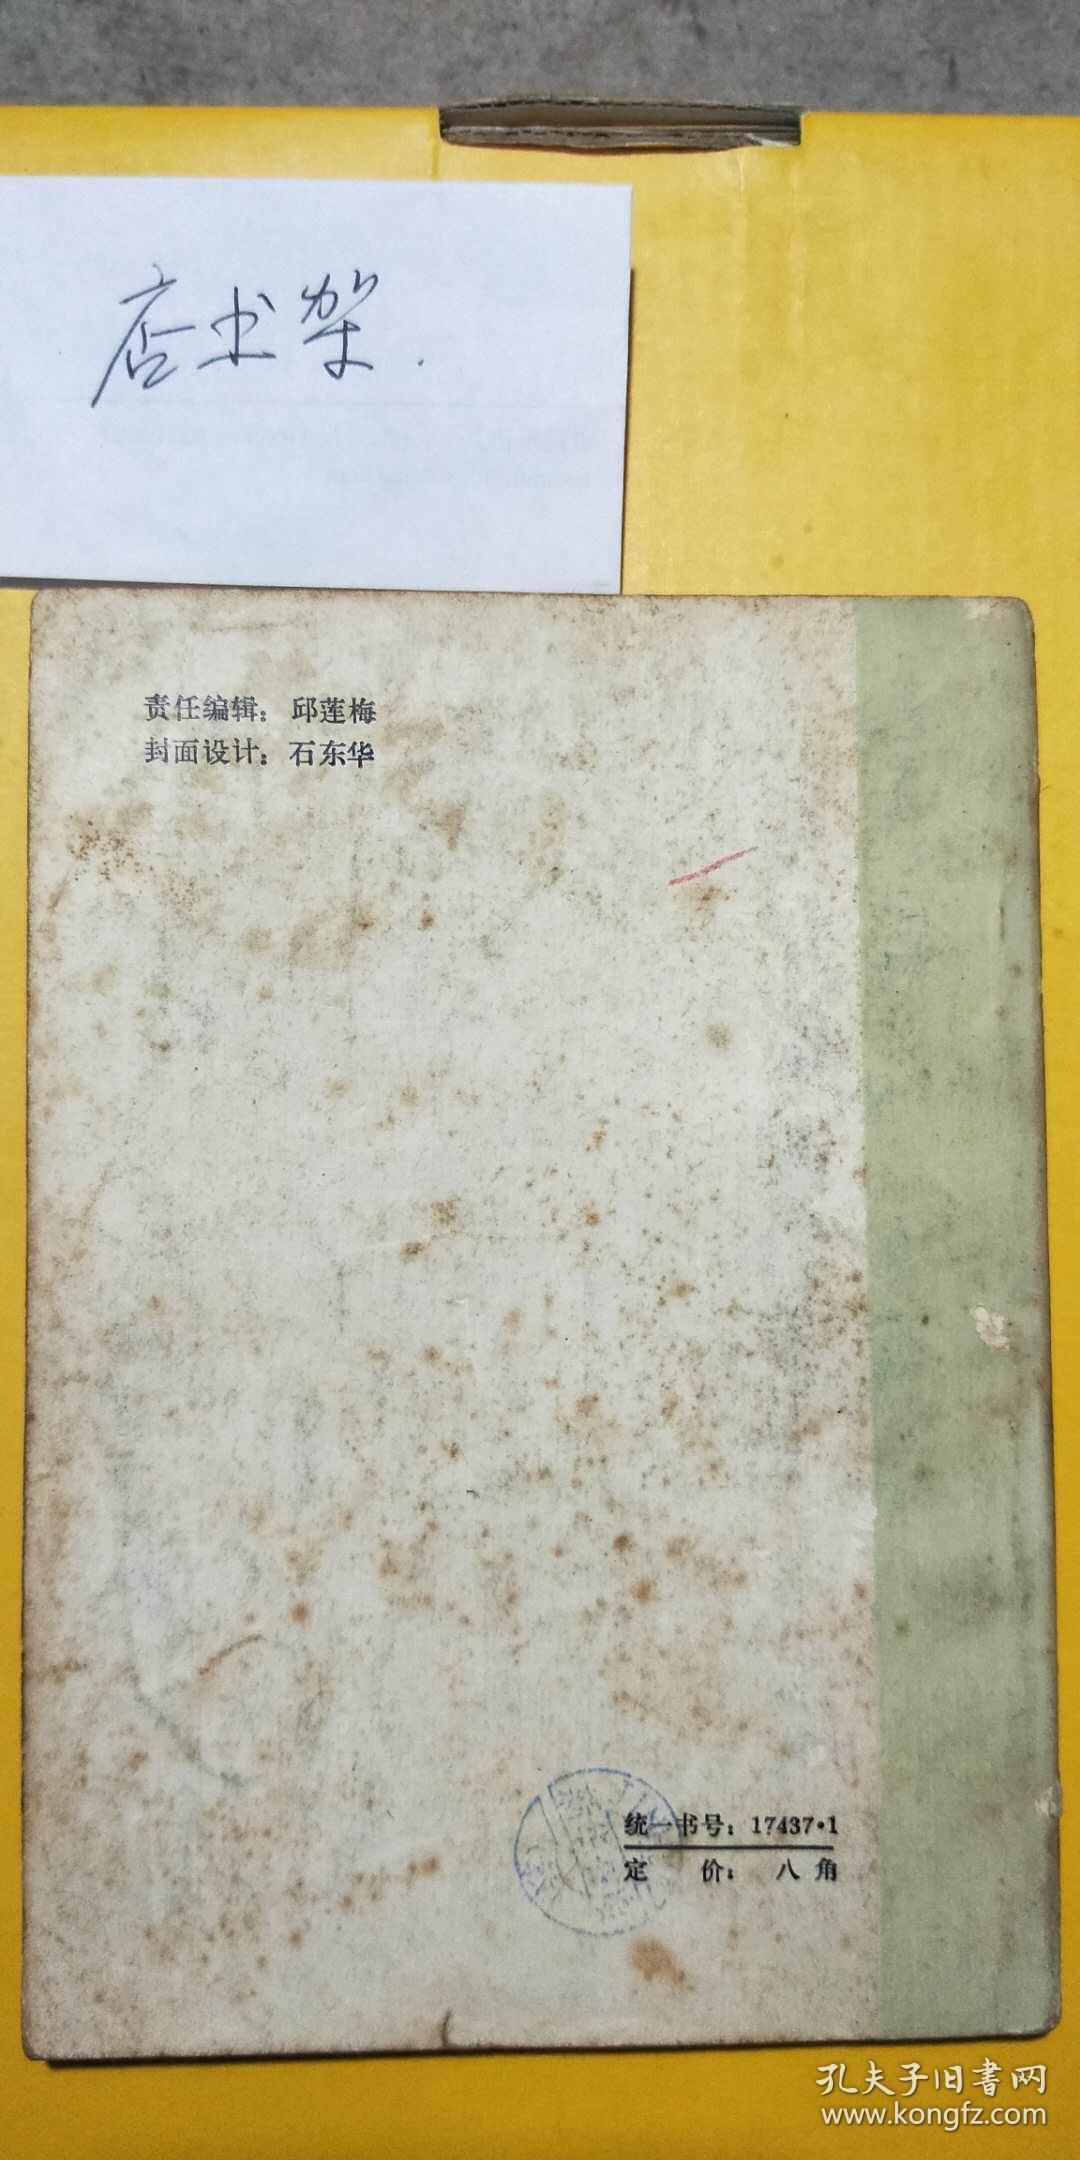 店书架.
责任编辑：邱莲梅
封面设计：石东华
统一书号：17437·1
定　价：八角
孔夫子旧書网
www.kongfz.com